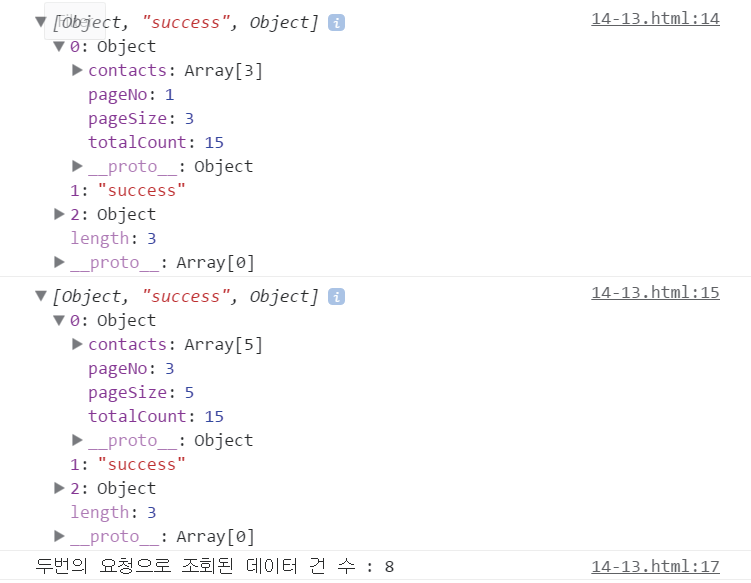 ▼[Object, "success", Object] i 14-13.html:14
▼0: Object
▶contacts: Array[3]
pageNo: 1
pageSize: 3
totalCount: 15
▶__proto__: Object
1: "success"
▶2: Object
length: 3
▶__proto__: Array[0]
▼[Object, "success", Object] i 14-13.html:15
▼0: Object
▶contacts: Array[5]
pageNo: 3
pageSize: 5
totalCount: 15
▶__proto__: Object
1: "success"
▶2: Object
length: 3
▶__proto__: Array[0]
두번의 요청으로 조회된 데이터 건 수 : 8 14-13.html:17